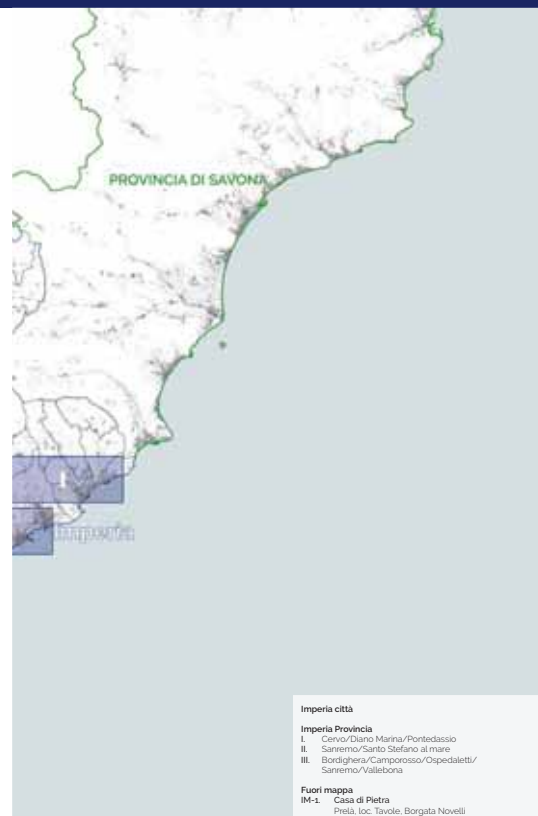 PROVINCIA DI SAVONA
I
Imperia
Imperia città
Imperia Provincia
I. Cervo/Diano Marina/Pontedassio
II. Sanremo/Santo Stefano al mare
III. Bordighera/Camporosso/Ospedaletti/
Sanremo/Vallebona
Fuori mappa
IM-1. Casa di Pietra
Prelà, loc. Tavole, Borgata Novelli